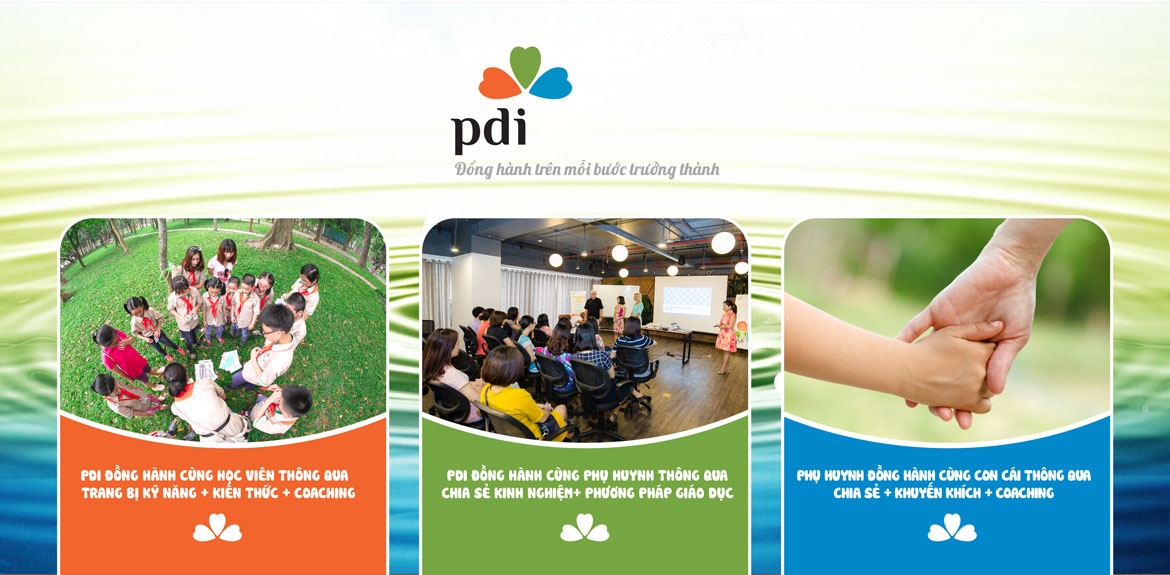 pdi
Đồng hành trên mỗi bước trưởng thành
PDI ĐỒNG HÀNH CÙNG HỌC VIÊN THÔNG QUA
TRANG BỊ KỸ NĂNG + KIẾN THỨC + COACHING
PDI ĐỒNG HÀNH CÙNG PHỤ HUYNH THÔNG QUA
CHIA SẺ KINH NGHIỆM+ PHƯƠNG PHÁP GIÁO DỤC
PHỤ HUYNH ĐỒNG HÀNH CÙNG CON CÁI THÔNG QUA
CHIA SẺ + KHUYẾN KHÍCH + COACHING